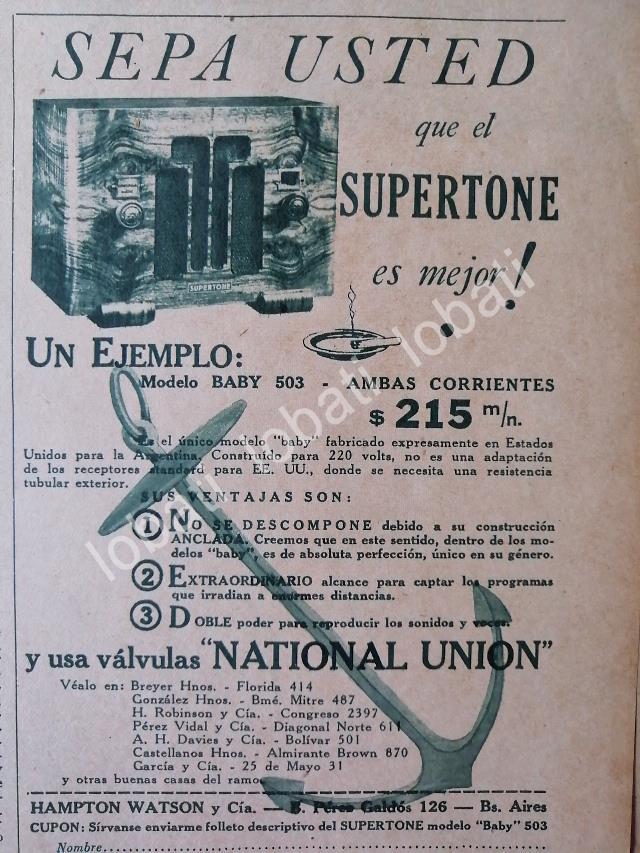 SEPA USTED
que el
SUPERTONE
es mejor!
SUPERTONE
UN EJEMPLO:
Modelo BABY 503 - AMBAS CORRIENTES
$ 215 m/n.
Es el único modelo "baby" fabricado expresamente en Estados
Unidos para la Argentina. Construído para 220 volts, no es una adaptación
de los receptores standard para EE. UU., donde se necesita una resistencia
tubular exterior.
SUS VENTAJAS SON:
1 NO SE DESCOMPONE debido a su construcción
ANCLADA. Creemos que en este sentido, dentro de los mo-
delos "baby", es de absoluta perfección, único en su género.
2 EXTRAORDINARIO alcance para captar los programas
que irradian a enormes distancias.
3 DOBLE poder para reproducir los sonidos y voces.
y usa válvulas "NATIONAL UNION"
Véalo en: Breyer Hnos. - Florida 414
González Hnos. - Bmé. Mitre 487
H. Robinson y Cía. - Congreso 2397
Pérez Vidal y Cía. - Diagonal Norte 611
A. H. Davies y Cía. - Bolívar 501
Castellanos Hnos. - Almirante Brown 870
García y Cía. - 25 de Mayo 31
y otras buenas casas del ramo.
HAMPTON WATSON y Cía. — B. Pérez Galdós 126 — Bs. Aires
CUPON: Sírvanse enviarme folleto descriptivo del SUPERTONE modelo "Baby" 503
Nombre
lobati lobati lobati lobati